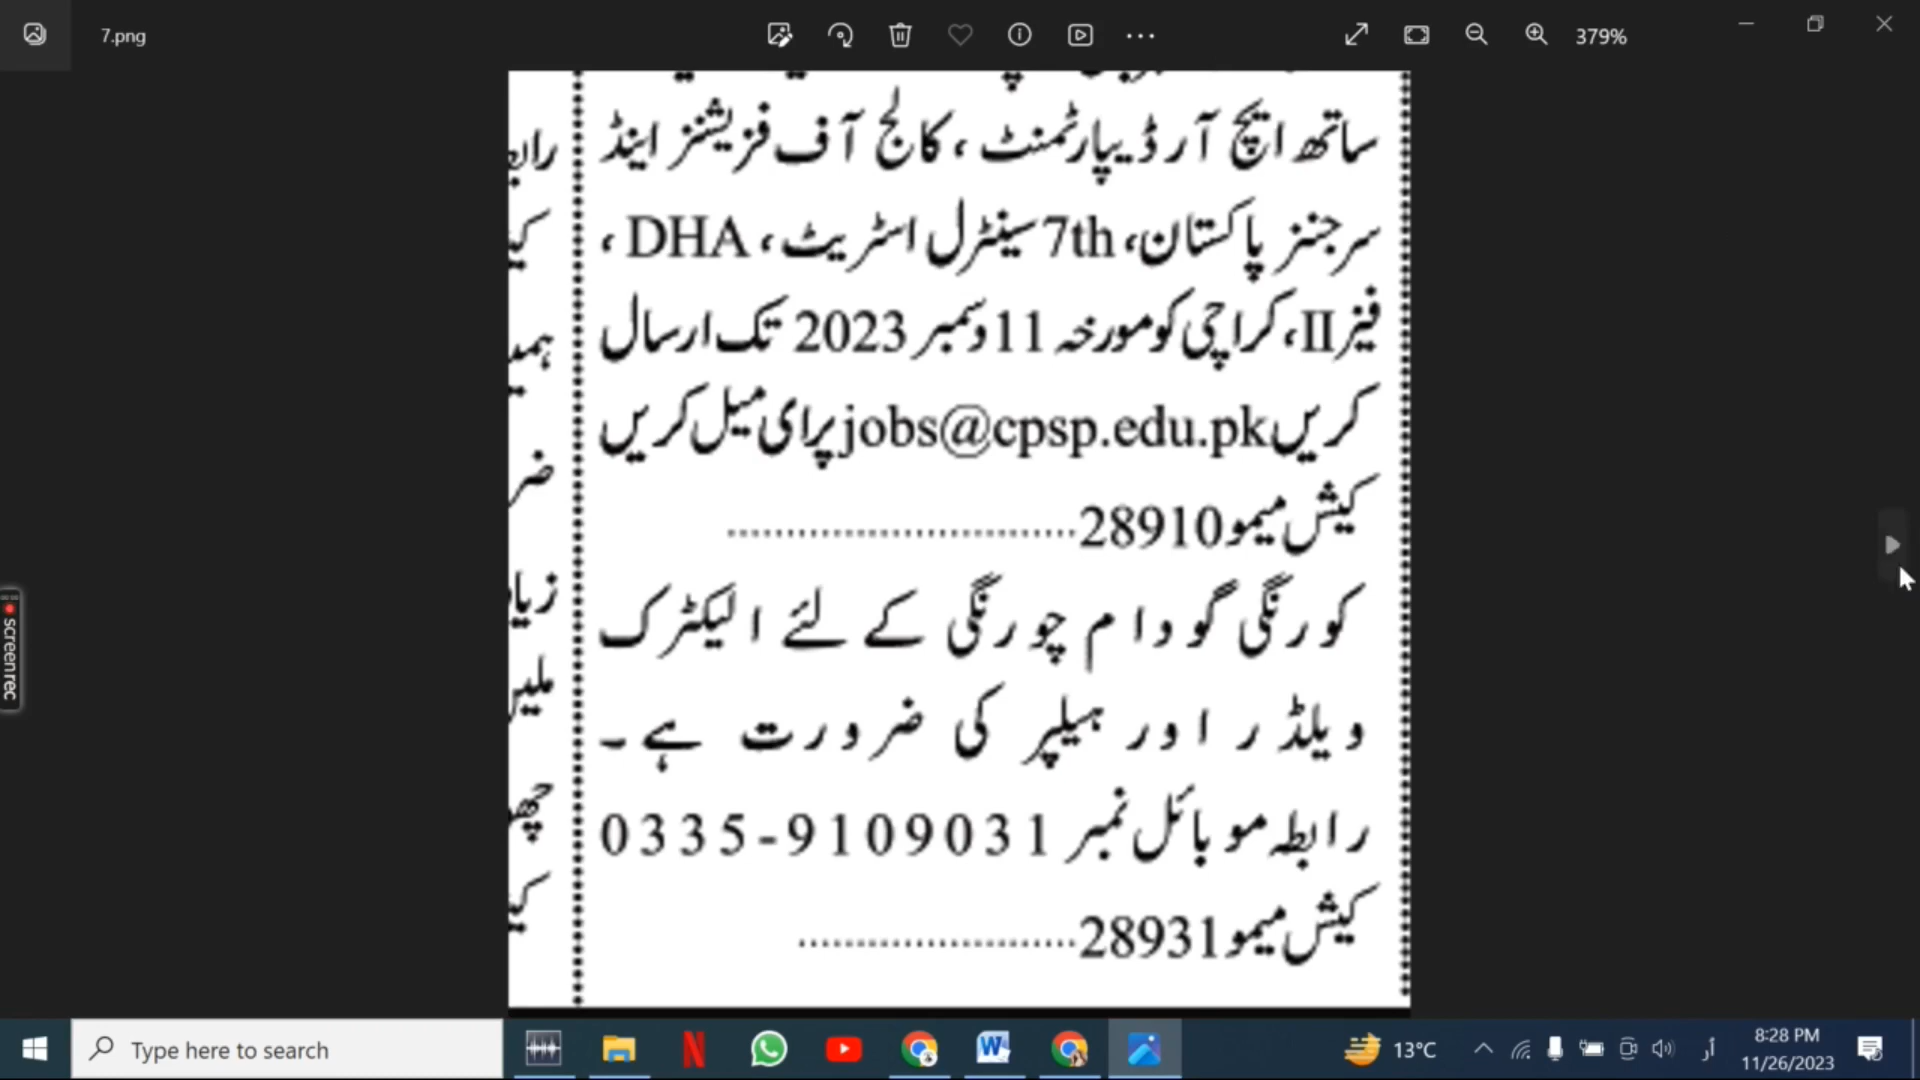 7.png
379%
ساتھ ایچ آر ڈیپارٹمنٹ، کالج آف فزیشنز اینڈ
سرجنز پاکستان، 7th سینٹرل اسٹریٹ، DHA،
فیز II، کراچی کو مورخہ 11 دسمبر 2023 تک ارسال
کریں jobs@cpsp.edu.pk پر ای میل کریں
کیش میمو 28910
کورنگی گودام چورنگی کے لئے الیکٹرک
ویلڈر اور ہیلپر کی ضرورت ہے۔
رابطہ موبائل نمبر 0335-9109031
کیش میمو 28931
screenrec
Type here to search
13°C
8:28 PM
11/26/2023